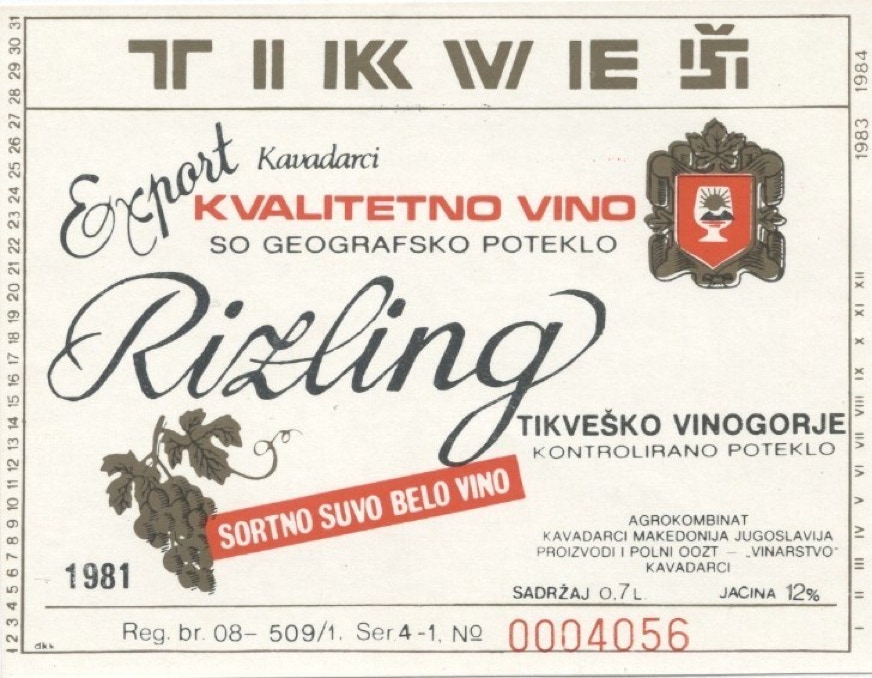 TIKVEŠ
Export Kavadarci
KVALITETNO VINO
SO GEOGRAFSKO POTEKLO
Rizling
TIKVEŠKO VINOGORJE
KONTROLIRANO POTEKLO
SORTNO SUVO BELO VINO
AGROKOMBINAT
KAVADARCI MAKEDONIJA JUGOSLAVIJA
PROIZVODI I POLNI OOZT – „VINARSTVO"
KAVADARCI
1981
SADRŽAJ 0,7 L. JACINA 12%
Reg. br. 08– 509/1. Ser. 4-1, № 0004056
1 2 3 4 5 6 7 8 9 10 11 12 13 14 15 16 17 18 19 20 21 22 23 24 25 26 27 28 29 30 31
I II III IV V VI VII VIII IX X XI XII 1983 1984
dkk